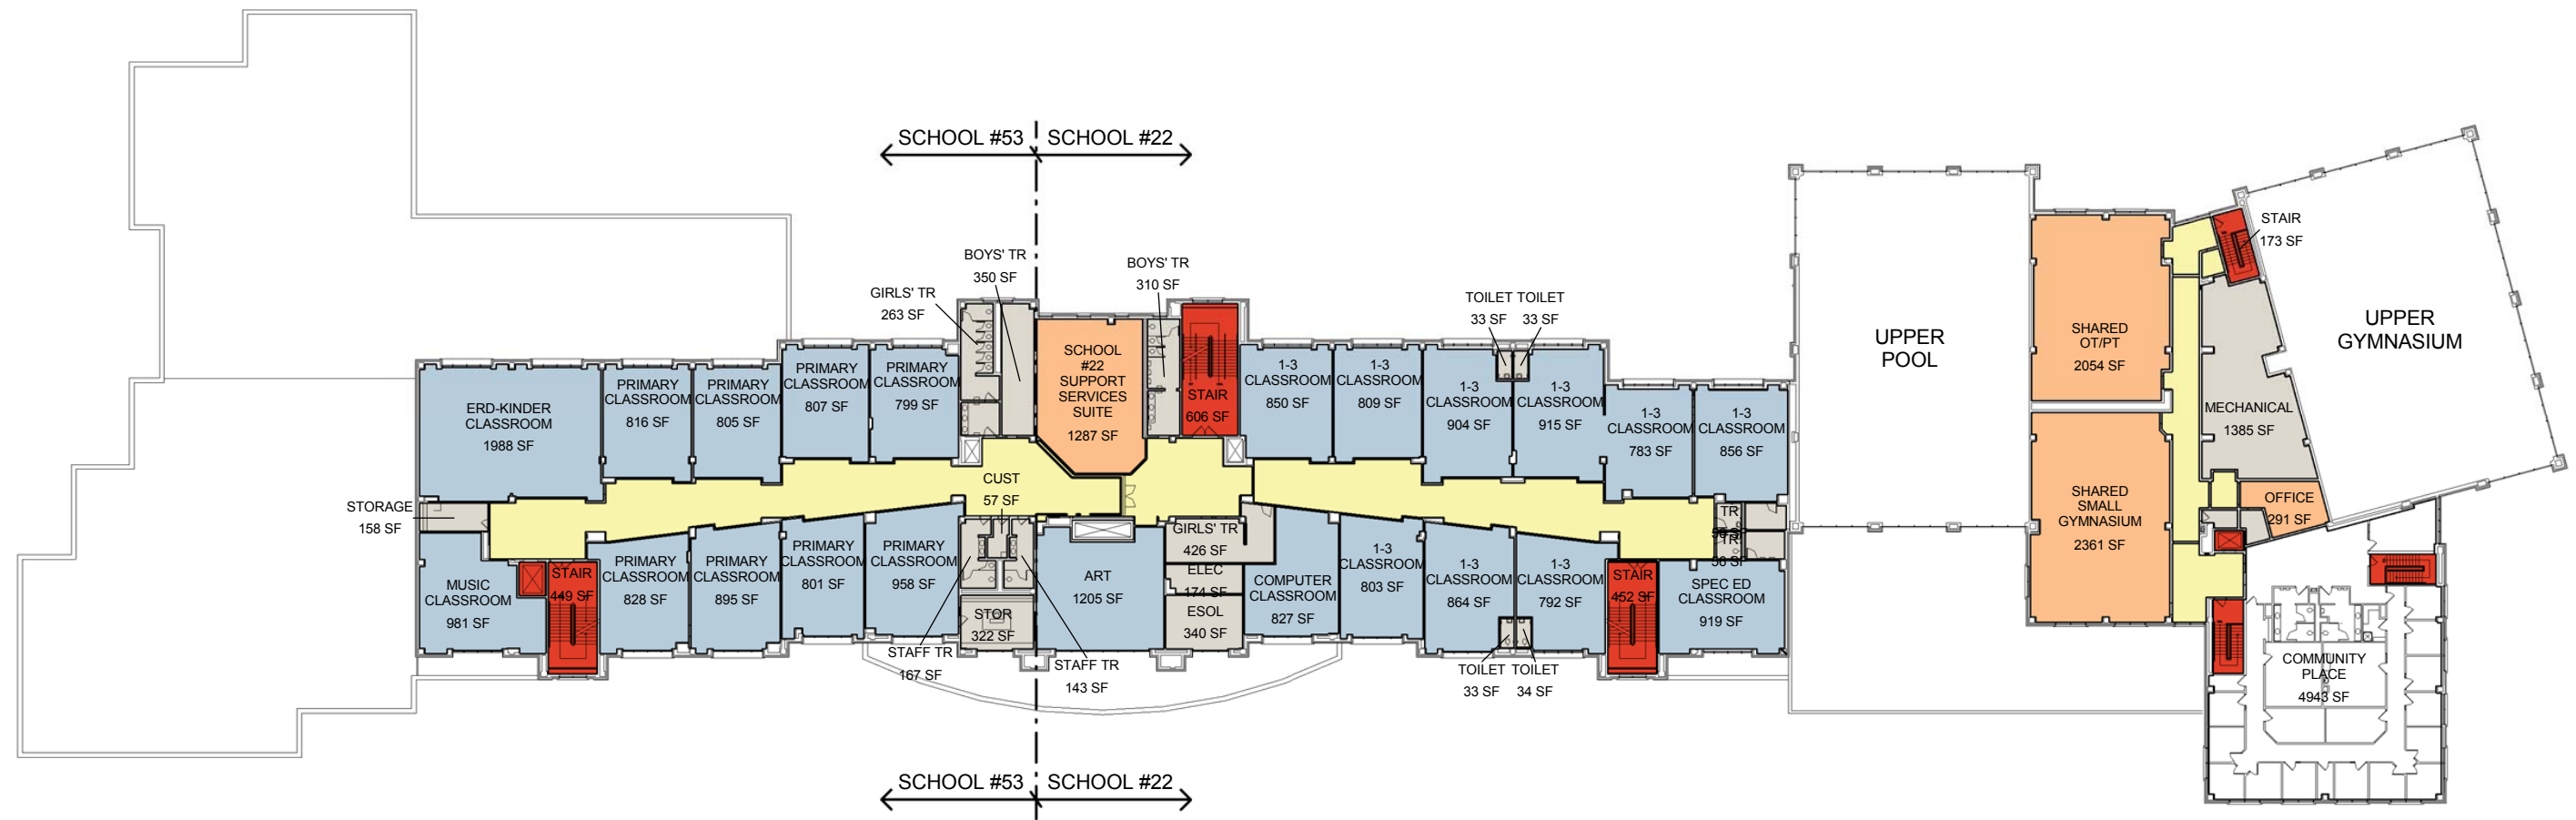 SCHOOL #53
SCHOOL #22
STAIR
173 SF
BOYS' TR
350 SF
BOYS' TR
310 SF
GIRLS' TR
263 SF
TOILET TOILET
33 SF 33 SF
UPPER
POOL
UPPER
GYMNASIUM
SHARED
OT/PT
2054 SF
SCHOOL
#22
SUPPORT
SERVICES
SUITE
1287 SF
STAIR
606 SF
ERD-KINDER
CLASSROOM
1988 SF
PRIMARY
CLASSROOM
816 SF
PRIMARY
CLASSROOM
805 SF
PRIMARY
CLASSROOM
807 SF
PRIMARY
CLASSROOM
799 SF
1-3
CLASSROOM
850 SF
1-3
CLASSROOM
809 SF
1-3
CLASSROOM
904 SF
1-3
CLASSROOM
915 SF
1-3
CLASSROOM
783 SF
1-3
CLASSROOM
856 SF
MECHANICAL
1385 SF
CUST
57 SF
STORAGE
158 SF
SHARED
SMALL
GYMNASIUM
2361 SF
OFFICE
291 SF
TR
TR
56 SF
MUSIC
CLASSROOM
981 SF
STAIR
449 SF
PRIMARY
CLASSROOM
828 SF
PRIMARY
CLASSROOM
895 SF
PRIMARY
CLASSROOM
801 SF
PRIMARY
CLASSROOM
958 SF
STOR
322 SF
ART
1205 SF
GIRLS' TR
426 SF
ELEC
174 SF
ESOL
340 SF
COMPUTER
CLASSROOM
827 SF
1-3
CLASSROOM
803 SF
1-3
CLASSROOM
864 SF
1-3
CLASSROOM
792 SF
STAIR
452 SF
SPEC ED
CLASSROOM
919 SF
STAFF TR
167 SF
STAFF TR
143 SF
TOILET TOILET
33 SF 34 SF
COMMUNITY
PLACE
4943 SF
SCHOOL #53
SCHOOL #22